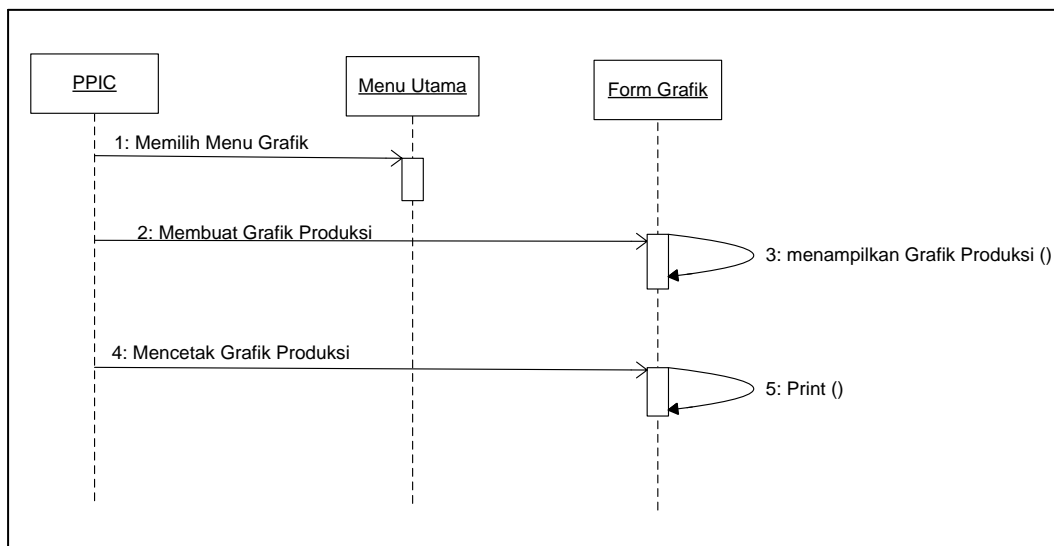 PPIC
Menu Utama
Form Grafik
1: Memilih Menu Grafik
2: Membuat Grafik Produksi
3: menampilkan Grafik Produksi ()
4: Mencetak Grafik Produksi
5: Print ()